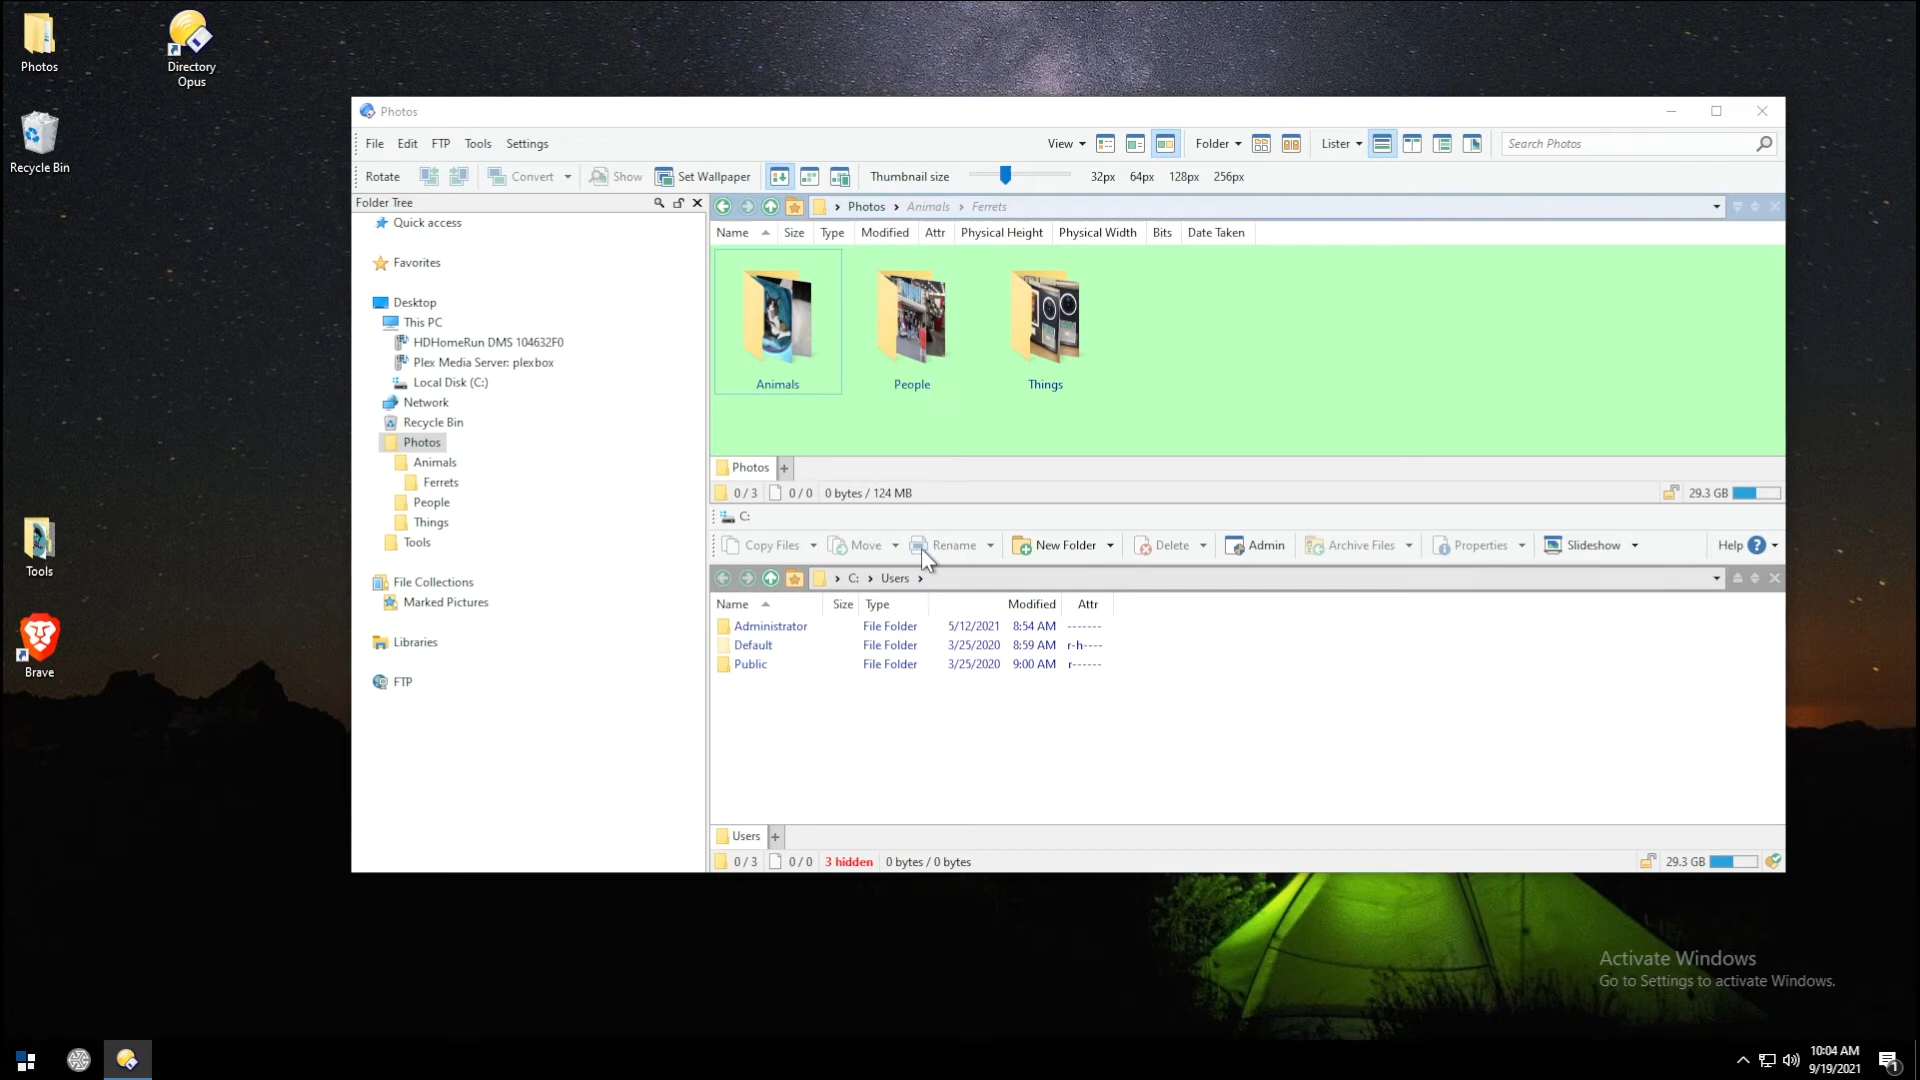 Photos
Directory
Opus
Recycle Bin
Tools
Brave
Photos
File Edit FTP Tools Settings
View Folder Lister Search Photos
Rotate Convert Show Set Wallpaper Thumbnail size 32px 64px 128px 256px
Folder Tree
Quick access
Favorites
Desktop
This PC
HDHomeRun DMS 104632F0
Plex Media Server: plexbox
Local Disk (C:)
Network
Recycle Bin
Photos
Animals
Ferrets
People
Things
Tools
File Collections
Marked Pictures
Libraries
FTP
Photos Animals Ferrets
Name Size Type Modified Attr Physical Height Physical Width Bits Date Taken
Animals People Things
Photos +
0 / 3 0 / 0 0 bytes / 124 MB 29.3 GB
C:
Copy Files Move Rename New Folder Delete Admin Archive Files Properties Slideshow Help ?
C: Users
Name Size Type Modified Attr
Administrator File Folder 5/12/2021 8:54 AM -------
Default File Folder 3/25/2020 8:59 AM r-h----
Public File Folder 3/25/2020 9:00 AM r------
Users +
0 / 3 0 / 0 3 hidden 0 bytes / 0 bytes 29.3 GB
Activate Windows
Go to Settings to activate Windows.
10:04 AM
9/19/2021
1